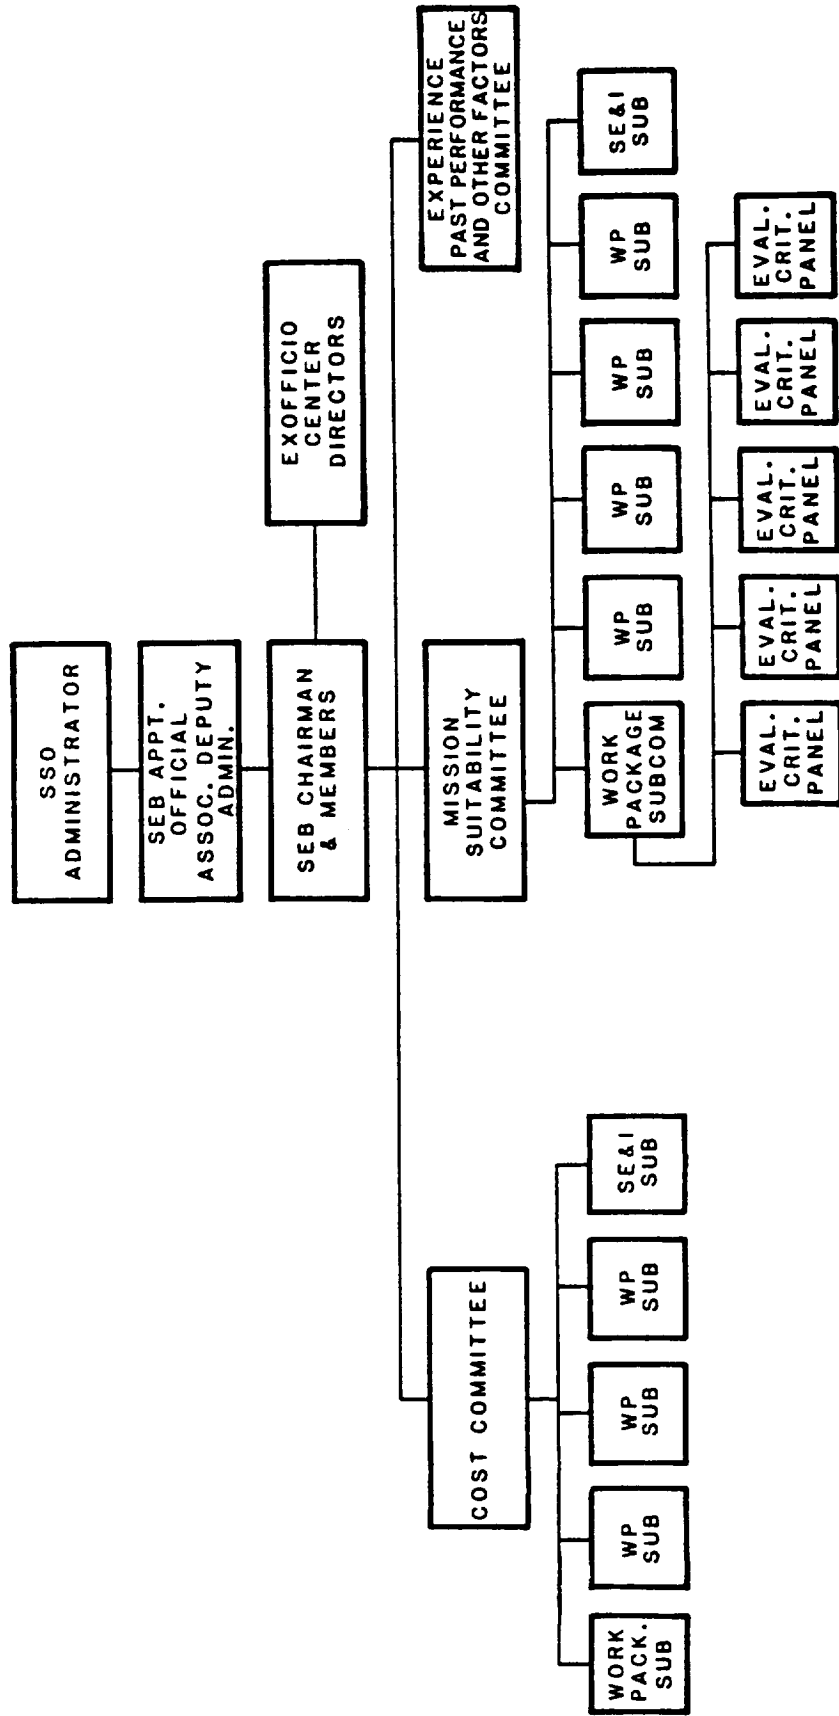 SSO
ADMINISTRATOR
SEB APPT.
OFFICIAL
ASSOC. DEPUTY
ADMIN.
SEB CHAIRMAN
& MEMBERS
EXOFFICIO
CENTER
DIRECTORS
COST COMMITTEE
MISSION
SUITABILITY
COMMITTEE
EXPERIENCE
PAST PERFORMANCE
AND OTHER FACTORS
COMMITTEE
WORK
PACK.
SUB
WP
SUB
WP
SUB
WP
SUB
SE&I
SUB
WORK
PACKAGE
SUBCOM
WP
SUB
WP
SUB
WP
SUB
WP
SUB
SE&I
SUB
EVAL.
CRIT.
PANEL
EVAL.
CRIT.
PANEL
EVAL.
CRIT.
PANEL
EVAL.
CRIT.
PANEL
EVAL.
CRIT.
PANEL